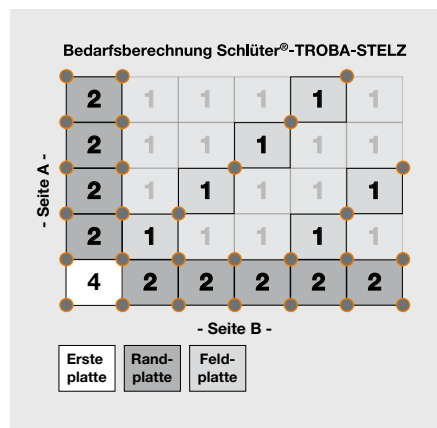 Bedarfsberechnung Schlüter®-TROBA-STELZ
2 1 1 1 1 1
2 1 1 1 1 1
- Seite A -
2 1 1 1 1 1
2 1 1 1 1 1
4 2 2 2 2 2
- Seite B -
Erste
platte
Rand-
platte
Feld-
platte